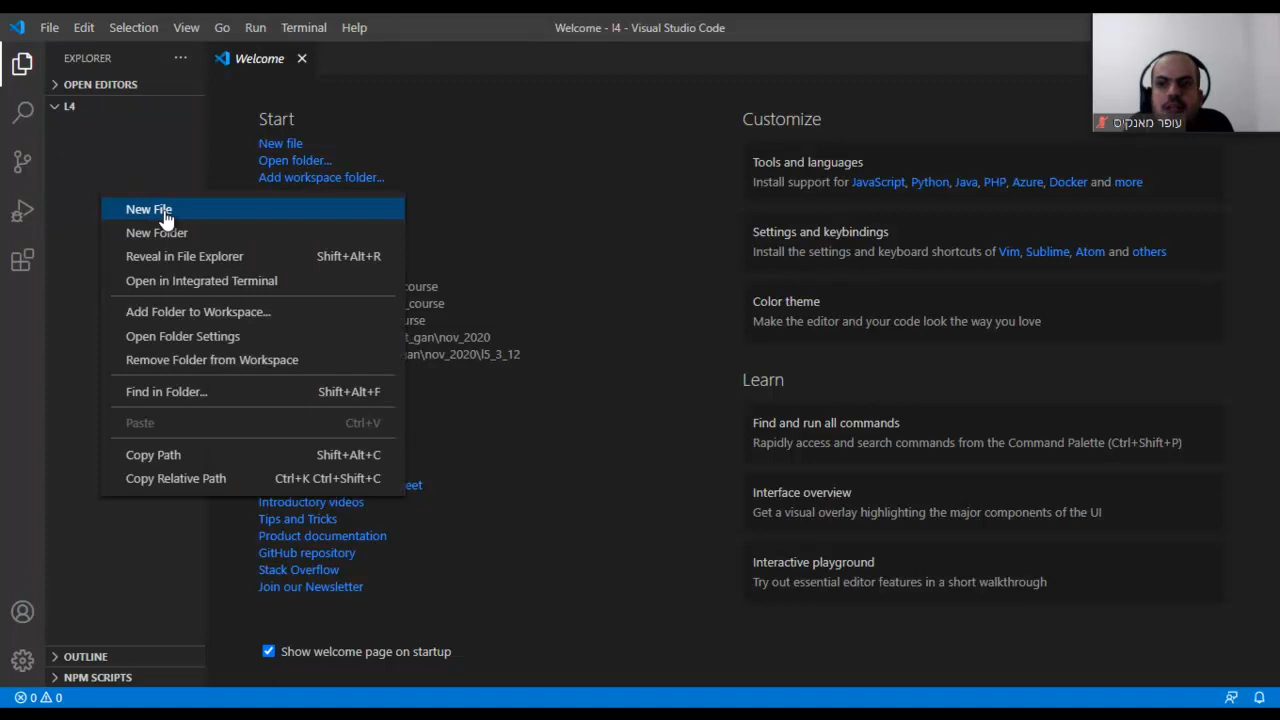 File Edit Selection View Go Run Terminal Help
Welcome - l4 - Visual Studio Code
EXPLORER
Welcome
OPEN EDITORS
L4
עופר מאנקיס
Start
New file
Open folder...
Add workspace folder...
New File
New Folder
Reveal in File Explorer Shift+Alt+R
Open in Integrated Terminal
Add Folder to Workspace...
Open Folder Settings
Remove Folder from Workspace
Find in Folder... Shift+Alt+F
Paste Ctrl+V
Copy Path Shift+Alt+C
Copy Relative Path Ctrl+K Ctrl+Shift+C
course
_course
urse
t_gan\nov_2020
gan\nov_2020\l5_3_12
eet
Introductory videos
Tips and Tricks
Product documentation
GitHub repository
Stack Overflow
Join our Newsletter
Show welcome page on startup
Customize
Tools and languages
Install support for JavaScript, Python, Java, PHP, Azure, Docker and more
Settings and keybindings
Install the settings and keyboard shortcuts of Vim, Sublime, Atom and others
Color theme
Make the editor and your code look the way you love
Learn
Find and run all commands
Rapidly access and search commands from the Command Palette (Ctrl+Shift+P)
Interface overview
Get a visual overlay highlighting the major components of the UI
Interactive playground
Try out essential editor features in a short walkthrough
OUTLINE
NPM SCRIPTS
0 0